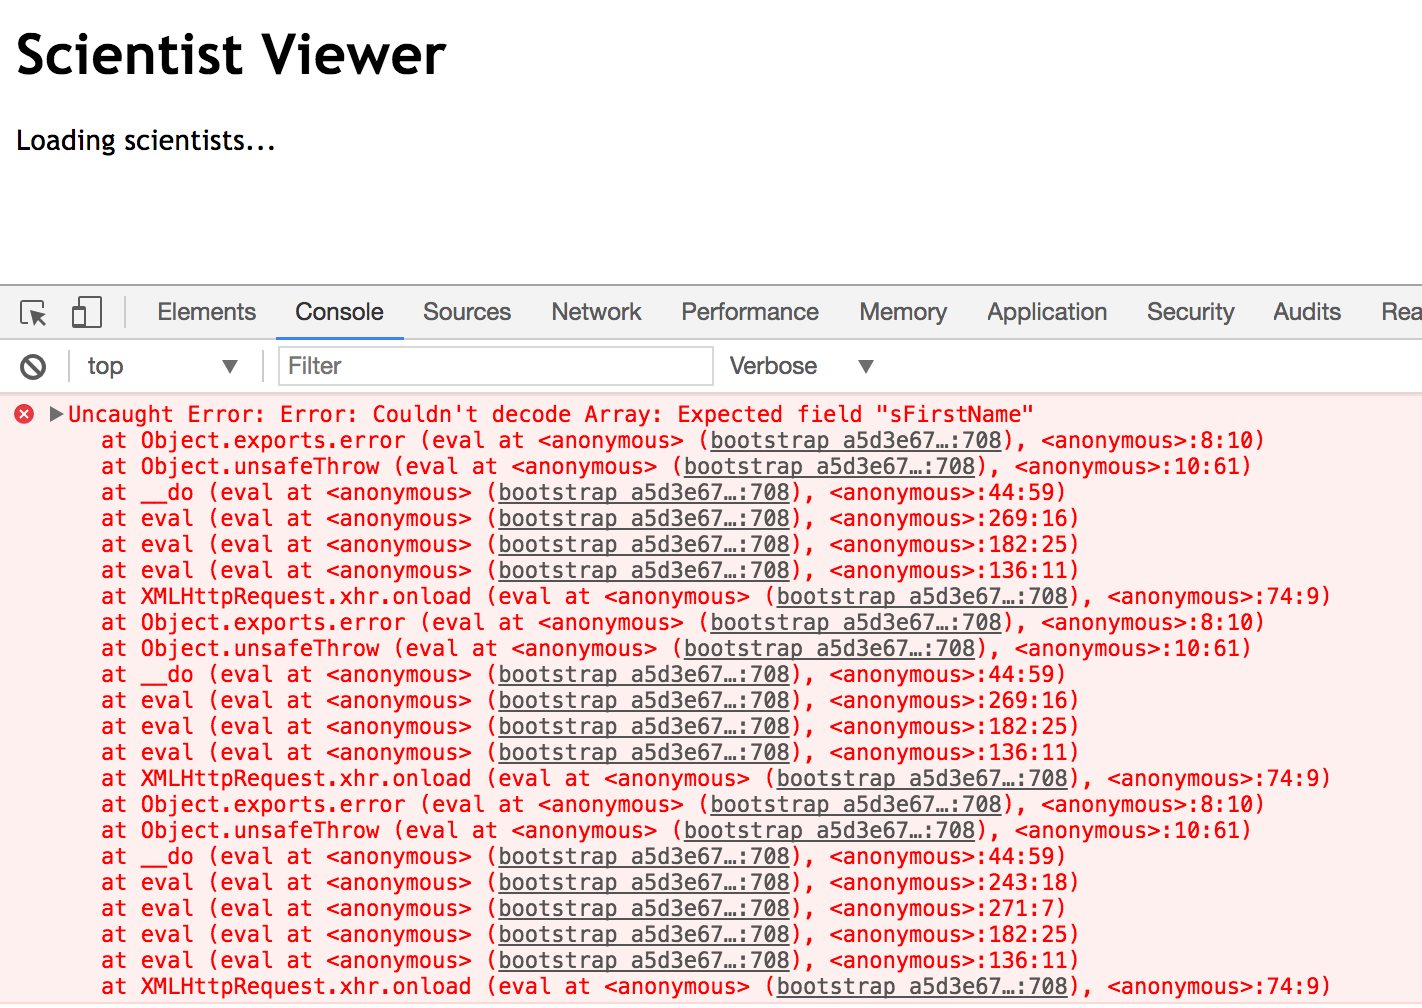 Scientist Viewer
Loading scientists...
Elements Console Sources Network Performance Memory Application Security Audits Rea
top ▼ Filter Verbose ▼
▶Uncaught Error: Error: Couldn't decode Array: Expected field "sFirstName"
at Object.exports.error (eval at <anonymous> (bootstrap a5d3e67…:708), <anonymous>:8:10)
at Object.unsafeThrow (eval at <anonymous> (bootstrap a5d3e67…:708), <anonymous>:10:61)
at __do (eval at <anonymous> (bootstrap a5d3e67…:708), <anonymous>:44:59)
at eval (eval at <anonymous> (bootstrap a5d3e67…:708), <anonymous>:269:16)
at eval (eval at <anonymous> (bootstrap a5d3e67…:708), <anonymous>:182:25)
at eval (eval at <anonymous> (bootstrap a5d3e67…:708), <anonymous>:136:11)
at XMLHttpRequest.xhr.onload (eval at <anonymous> (bootstrap a5d3e67…:708), <anonymous>:74:9)
at Object.exports.error (eval at <anonymous> (bootstrap a5d3e67…:708), <anonymous>:8:10)
at Object.unsafeThrow (eval at <anonymous> (bootstrap a5d3e67…:708), <anonymous>:10:61)
at __do (eval at <anonymous> (bootstrap a5d3e67…:708), <anonymous>:44:59)
at eval (eval at <anonymous> (bootstrap a5d3e67…:708), <anonymous>:269:16)
at eval (eval at <anonymous> (bootstrap a5d3e67…:708), <anonymous>:182:25)
at eval (eval at <anonymous> (bootstrap a5d3e67…:708), <anonymous>:136:11)
at XMLHttpRequest.xhr.onload (eval at <anonymous> (bootstrap a5d3e67…:708), <anonymous>:74:9)
at Object.exports.error (eval at <anonymous> (bootstrap a5d3e67…:708), <anonymous>:8:10)
at Object.unsafeThrow (eval at <anonymous> (bootstrap a5d3e67…:708), <anonymous>:10:61)
at __do (eval at <anonymous> (bootstrap a5d3e67…:708), <anonymous>:44:59)
at eval (eval at <anonymous> (bootstrap a5d3e67…:708), <anonymous>:243:18)
at eval (eval at <anonymous> (bootstrap a5d3e67…:708), <anonymous>:271:7)
at eval (eval at <anonymous> (bootstrap a5d3e67…:708), <anonymous>:182:25)
at eval (eval at <anonymous> (bootstrap a5d3e67…:708), <anonymous>:136:11)
at XMLHttpRequest.xhr.onload (eval at <anonymous> (bootstrap a5d3e67…:708), <anonymous>:74:9)